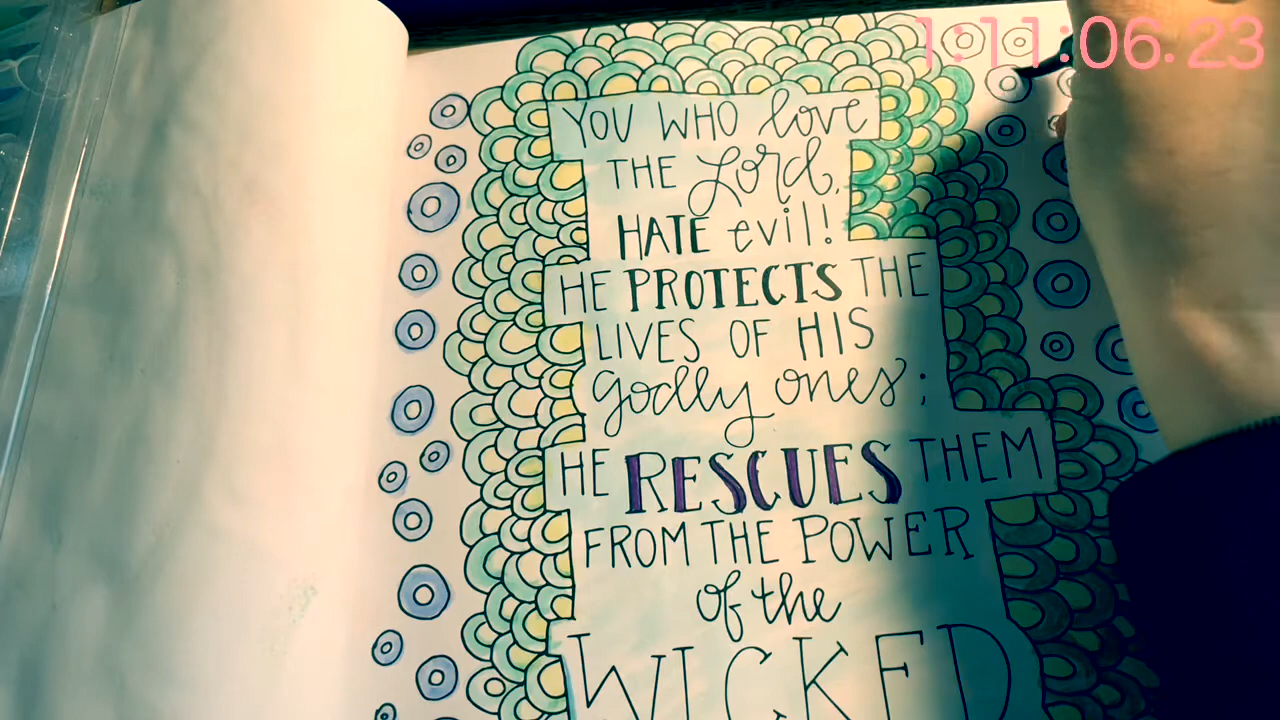 1:11:06.23
YOU WHO love
THE Lord,
HATE evil!
HE PROTECTS THE
LIVES OF HIS
godly ones;
HE RESCUES THEM
FROM THE POWER
of the
WICKED